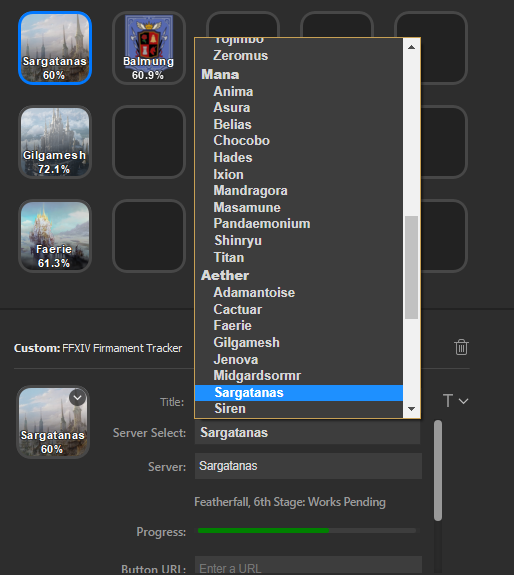 Sargatanas
60%
Balmung
60.9%
Gilgamesh
72.1%
Faerie
61.3%
Yojimbo
Zeromus
Mana
Anima
Asura
Belias
Chocobo
Hades
Ixion
Mandragora
Masamune
Pandaemonium
Shinryu
Titan
Aether
Adamantoise
Cactuar
Faerie
Gilgamesh
Jenova
Midgardsormr
Sargatanas
Siren
Custom: FFXIV Firmament Tracker
Sargatanas
60%
Title:
T
Server Select: Sargatanas
Server: Sargatanas
Featherfall, 6th Stage: Works Pending
Progress:
Button URL: Enter a URL